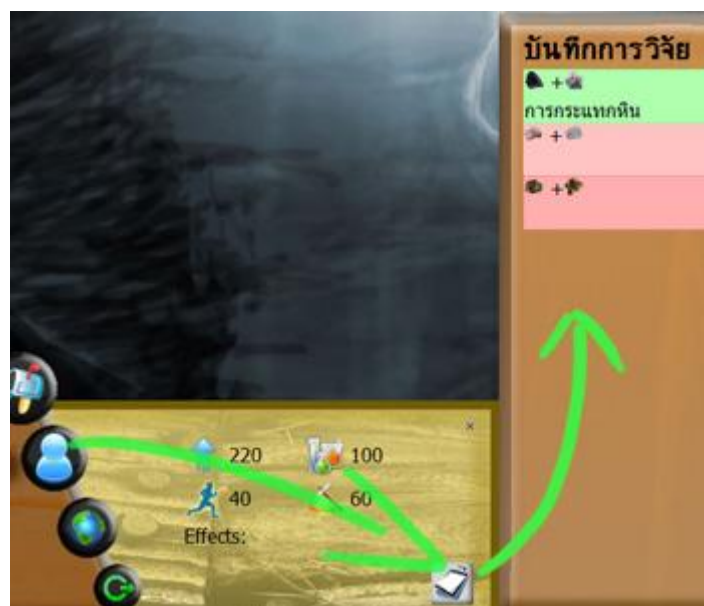 บันทึกการวิจัย
+
การกระแทกหิน
+
+
220
100
40
60
Effects: